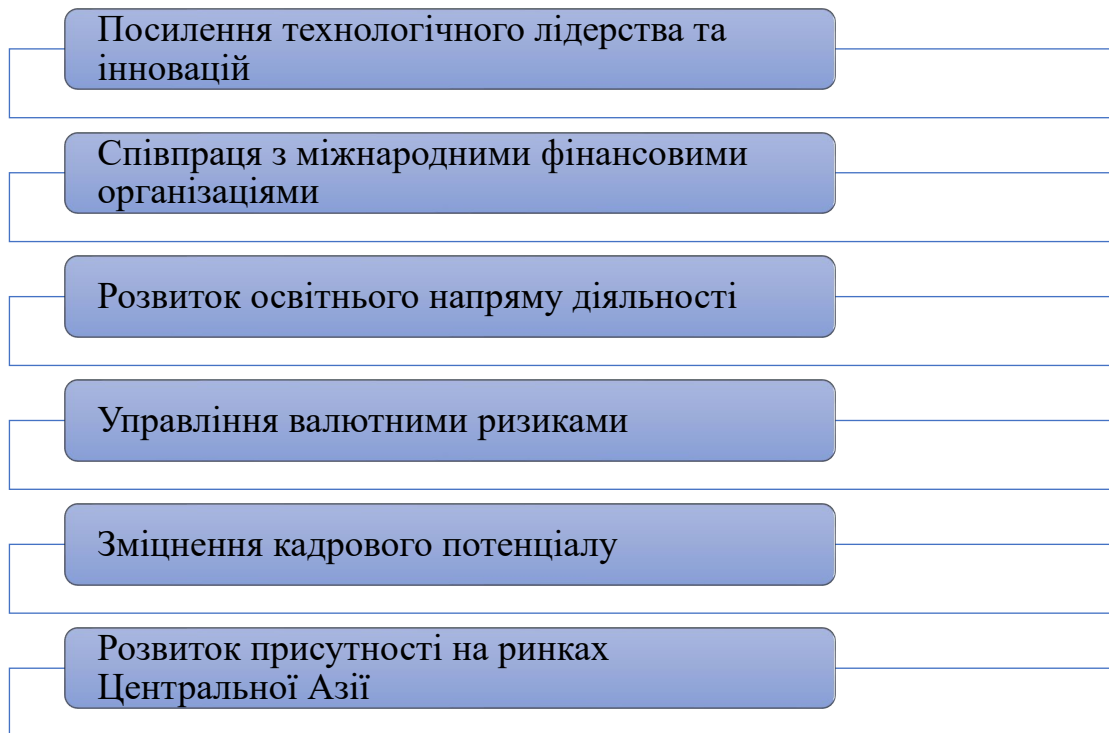 Посилення технологічного лідерства та
інновацій
Співпраця з міжнародними фінансовими
організаціями
Розвиток освітнього напряму діяльності
Управління валютними ризиками
Зміцнення кадрового потенціалу
Розвиток присутності на ринках
Центральної Азії